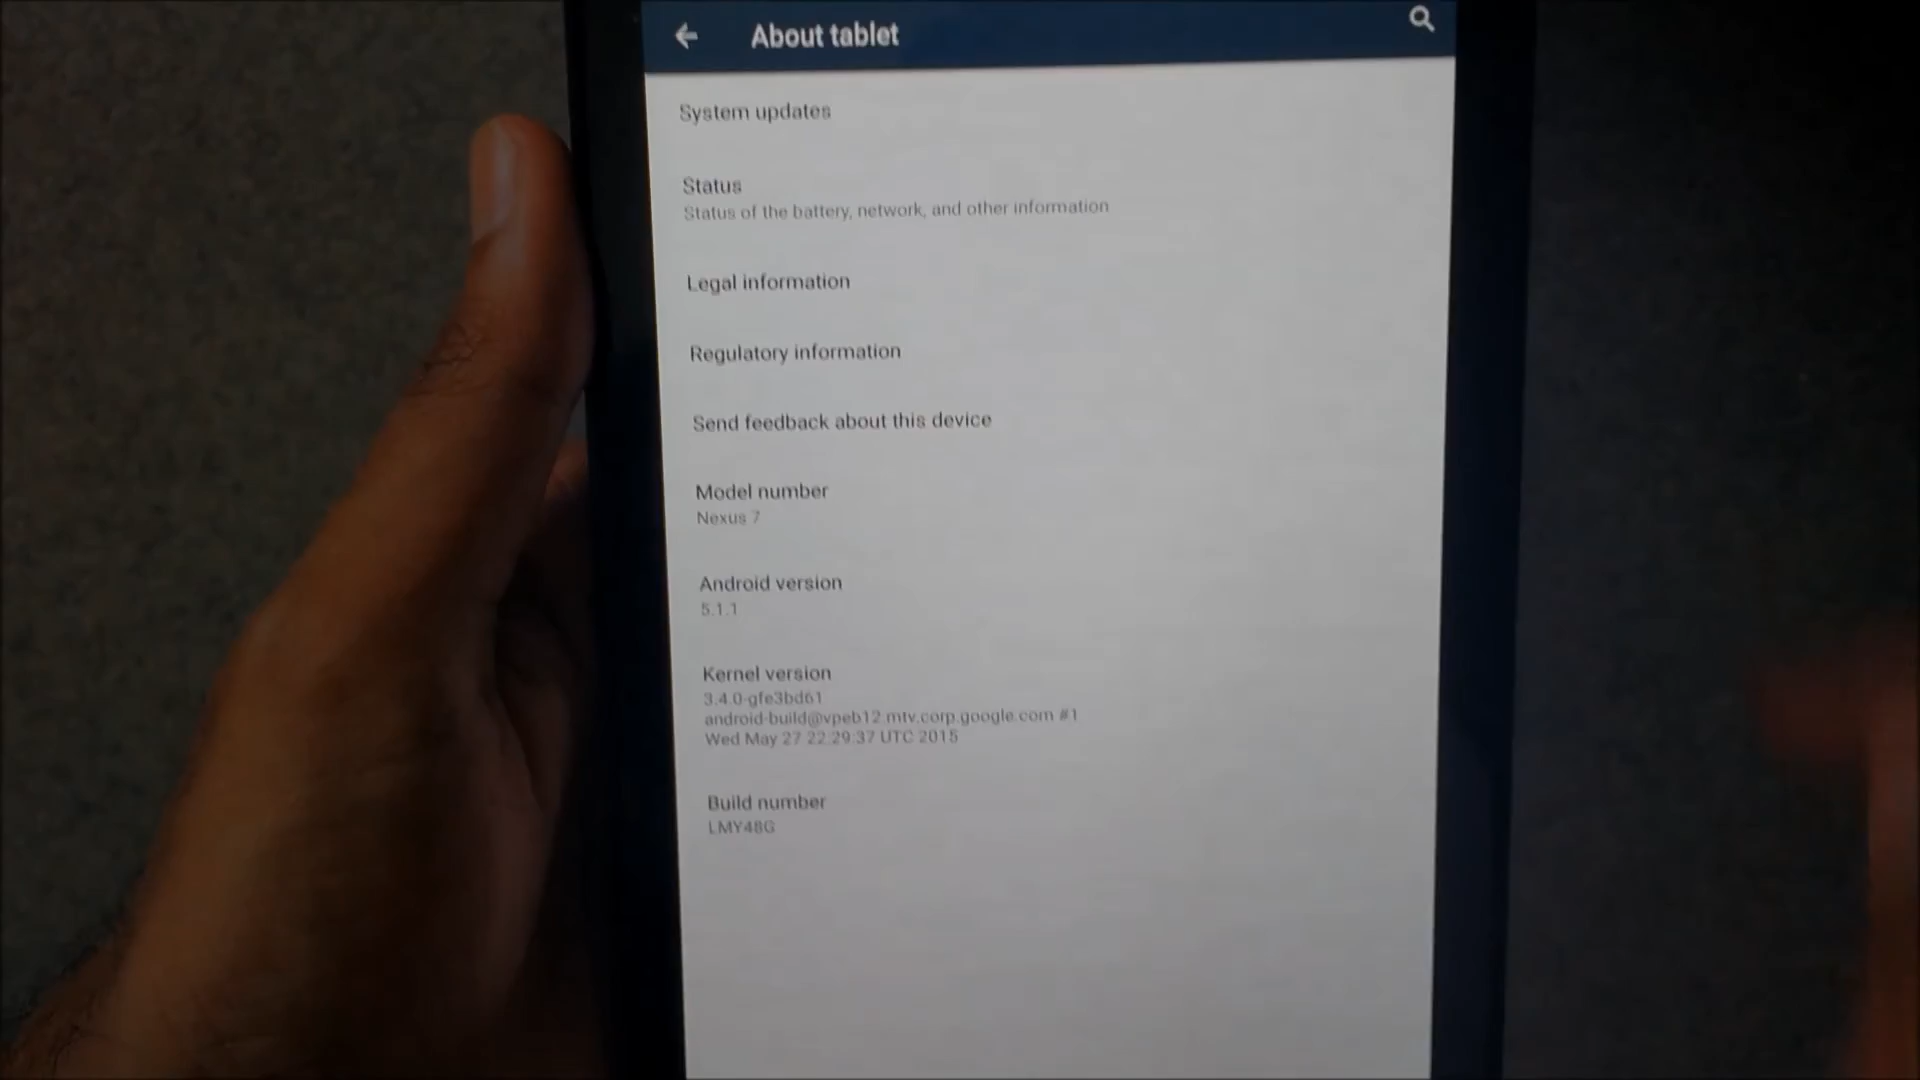 About tablet
System updates
Status
Status of the battery, network, and other information
Legal information
Regulatory information
Send feedback about this device
Model number
Nexus 7
Android version
5.1.1
Kernel version
3.4.0-gfe3bd61
android-build@vpeb12.mtv.corp.google.com #1
Wed May 27 22:29:37 UTC 2015
Build number
LMY48G